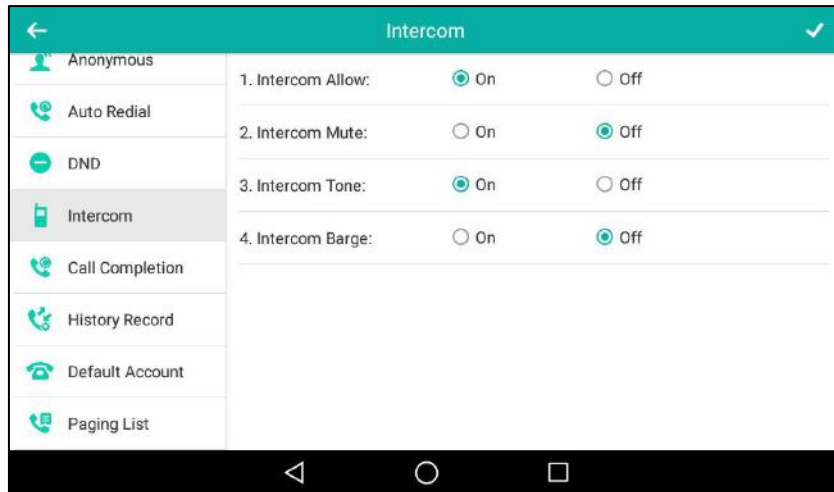 Intercom
Anonymous
Auto Redial
DND
Intercom
Call Completion
History Record
Default Account
Paging List
1. Intercom Allow: On Off
2. Intercom Mute: On Off
3. Intercom Tone: On Off
4. Intercom Barge: On Off